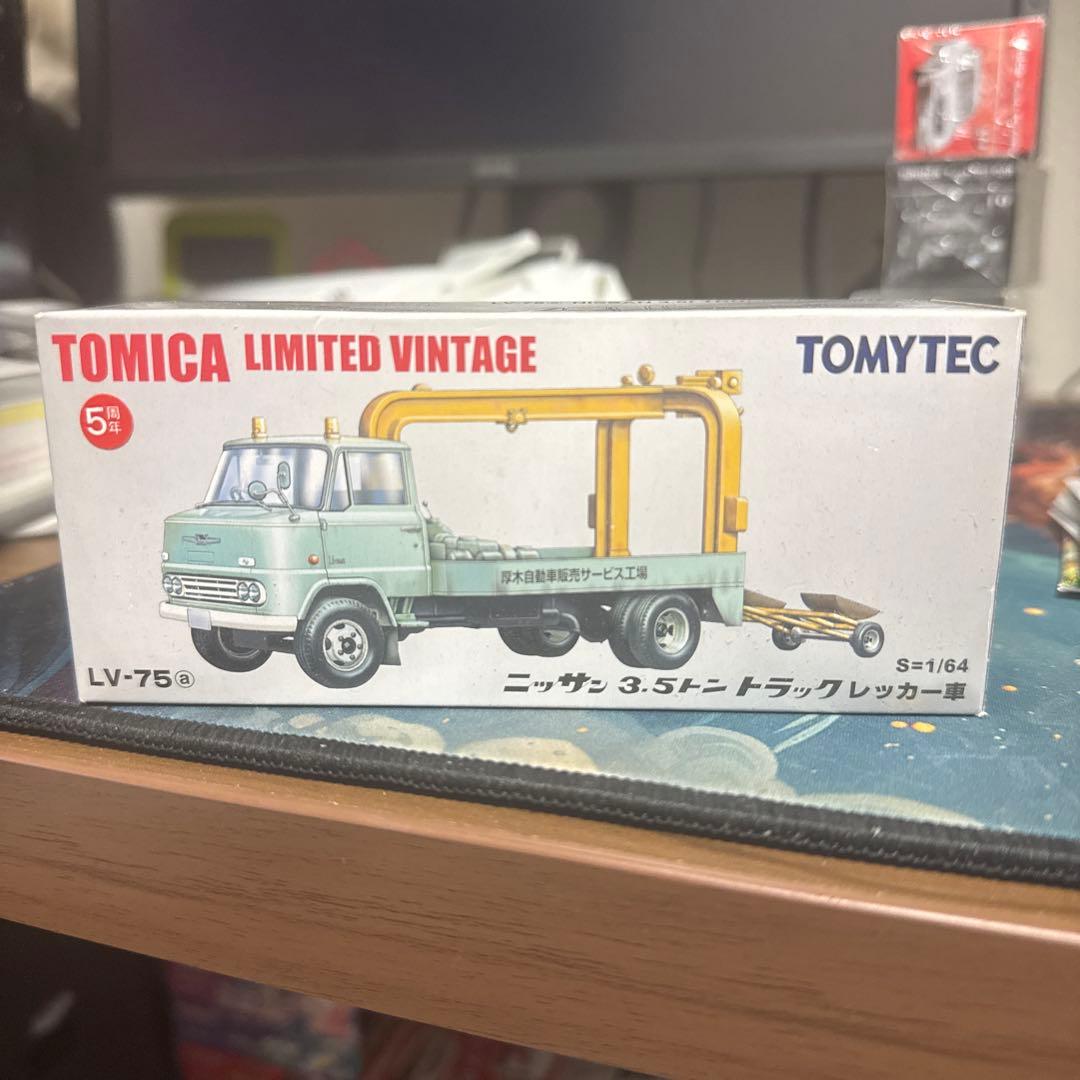 TOMICA LIMITED VINTAGE
TOMYTEC
5周年
厚木自動車販売サービス工場
LV-75ⓐ
S=1/64
ニッサン 3.5トン トラックレッカー車